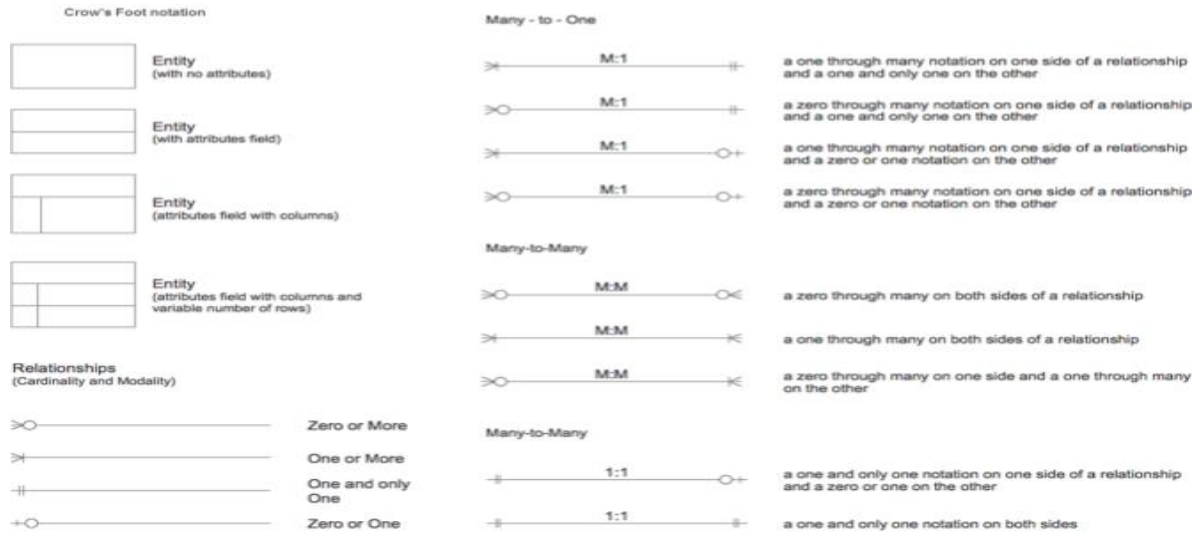 Crow's Foot notation
Entity
(with no attributes)
Entity
(with attributes field)
Entity
(attributes field with columns)
Entity
(attributes field with columns and
variable number of rows)
Relationships
(Cardinality and Modality)
Zero or More
One or More
One and only
One
Zero or One
Many - to - One
M:1
a one through many notation on one side of a relationship
and a one and only one on the other
M:1
a zero through many notation on one side of a relationship
and a one and only one on the other
M:1
a one through many notation on one side of a relationship
and a zero or one notation on the other
M:1
a zero through many notation on one side of a relationship
and a zero or one notation on the other
Many-to-Many
M:M
a zero through many on both sides of a relationship
M:M
a one through many on both sides of a relationship
M:M
a zero through many on one side and a one through many
on the other
Many-to-Many
1:1
a one and only one notation on one side of a relationship
and a zero or one on the other
1:1
a one and only one notation on both sides